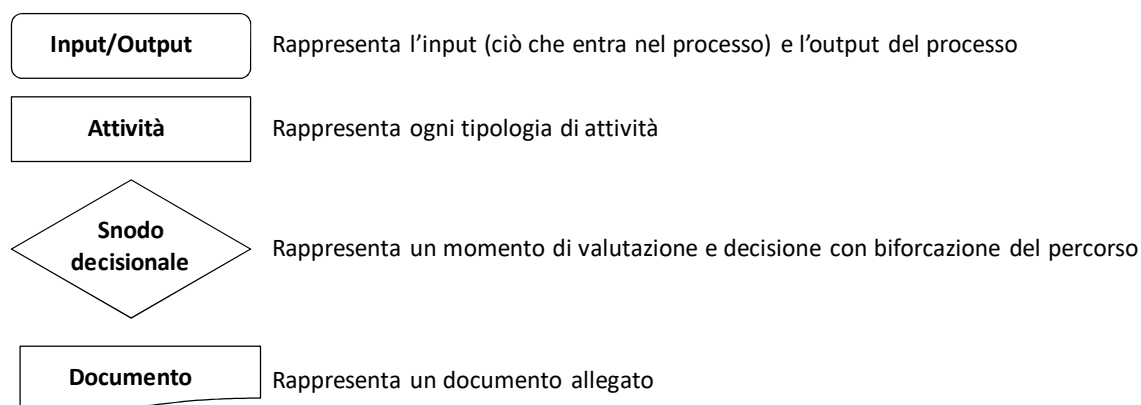 Input/Output
Rappresenta l’input (ciò che entra nel processo) e l’output del processo
Attività
Rappresenta ogni tipologia di attività
Snodo
decisionale
Rappresenta un momento di valutazione e decisione con biforcazione del percorso
Documento
Rappresenta un documento allegato